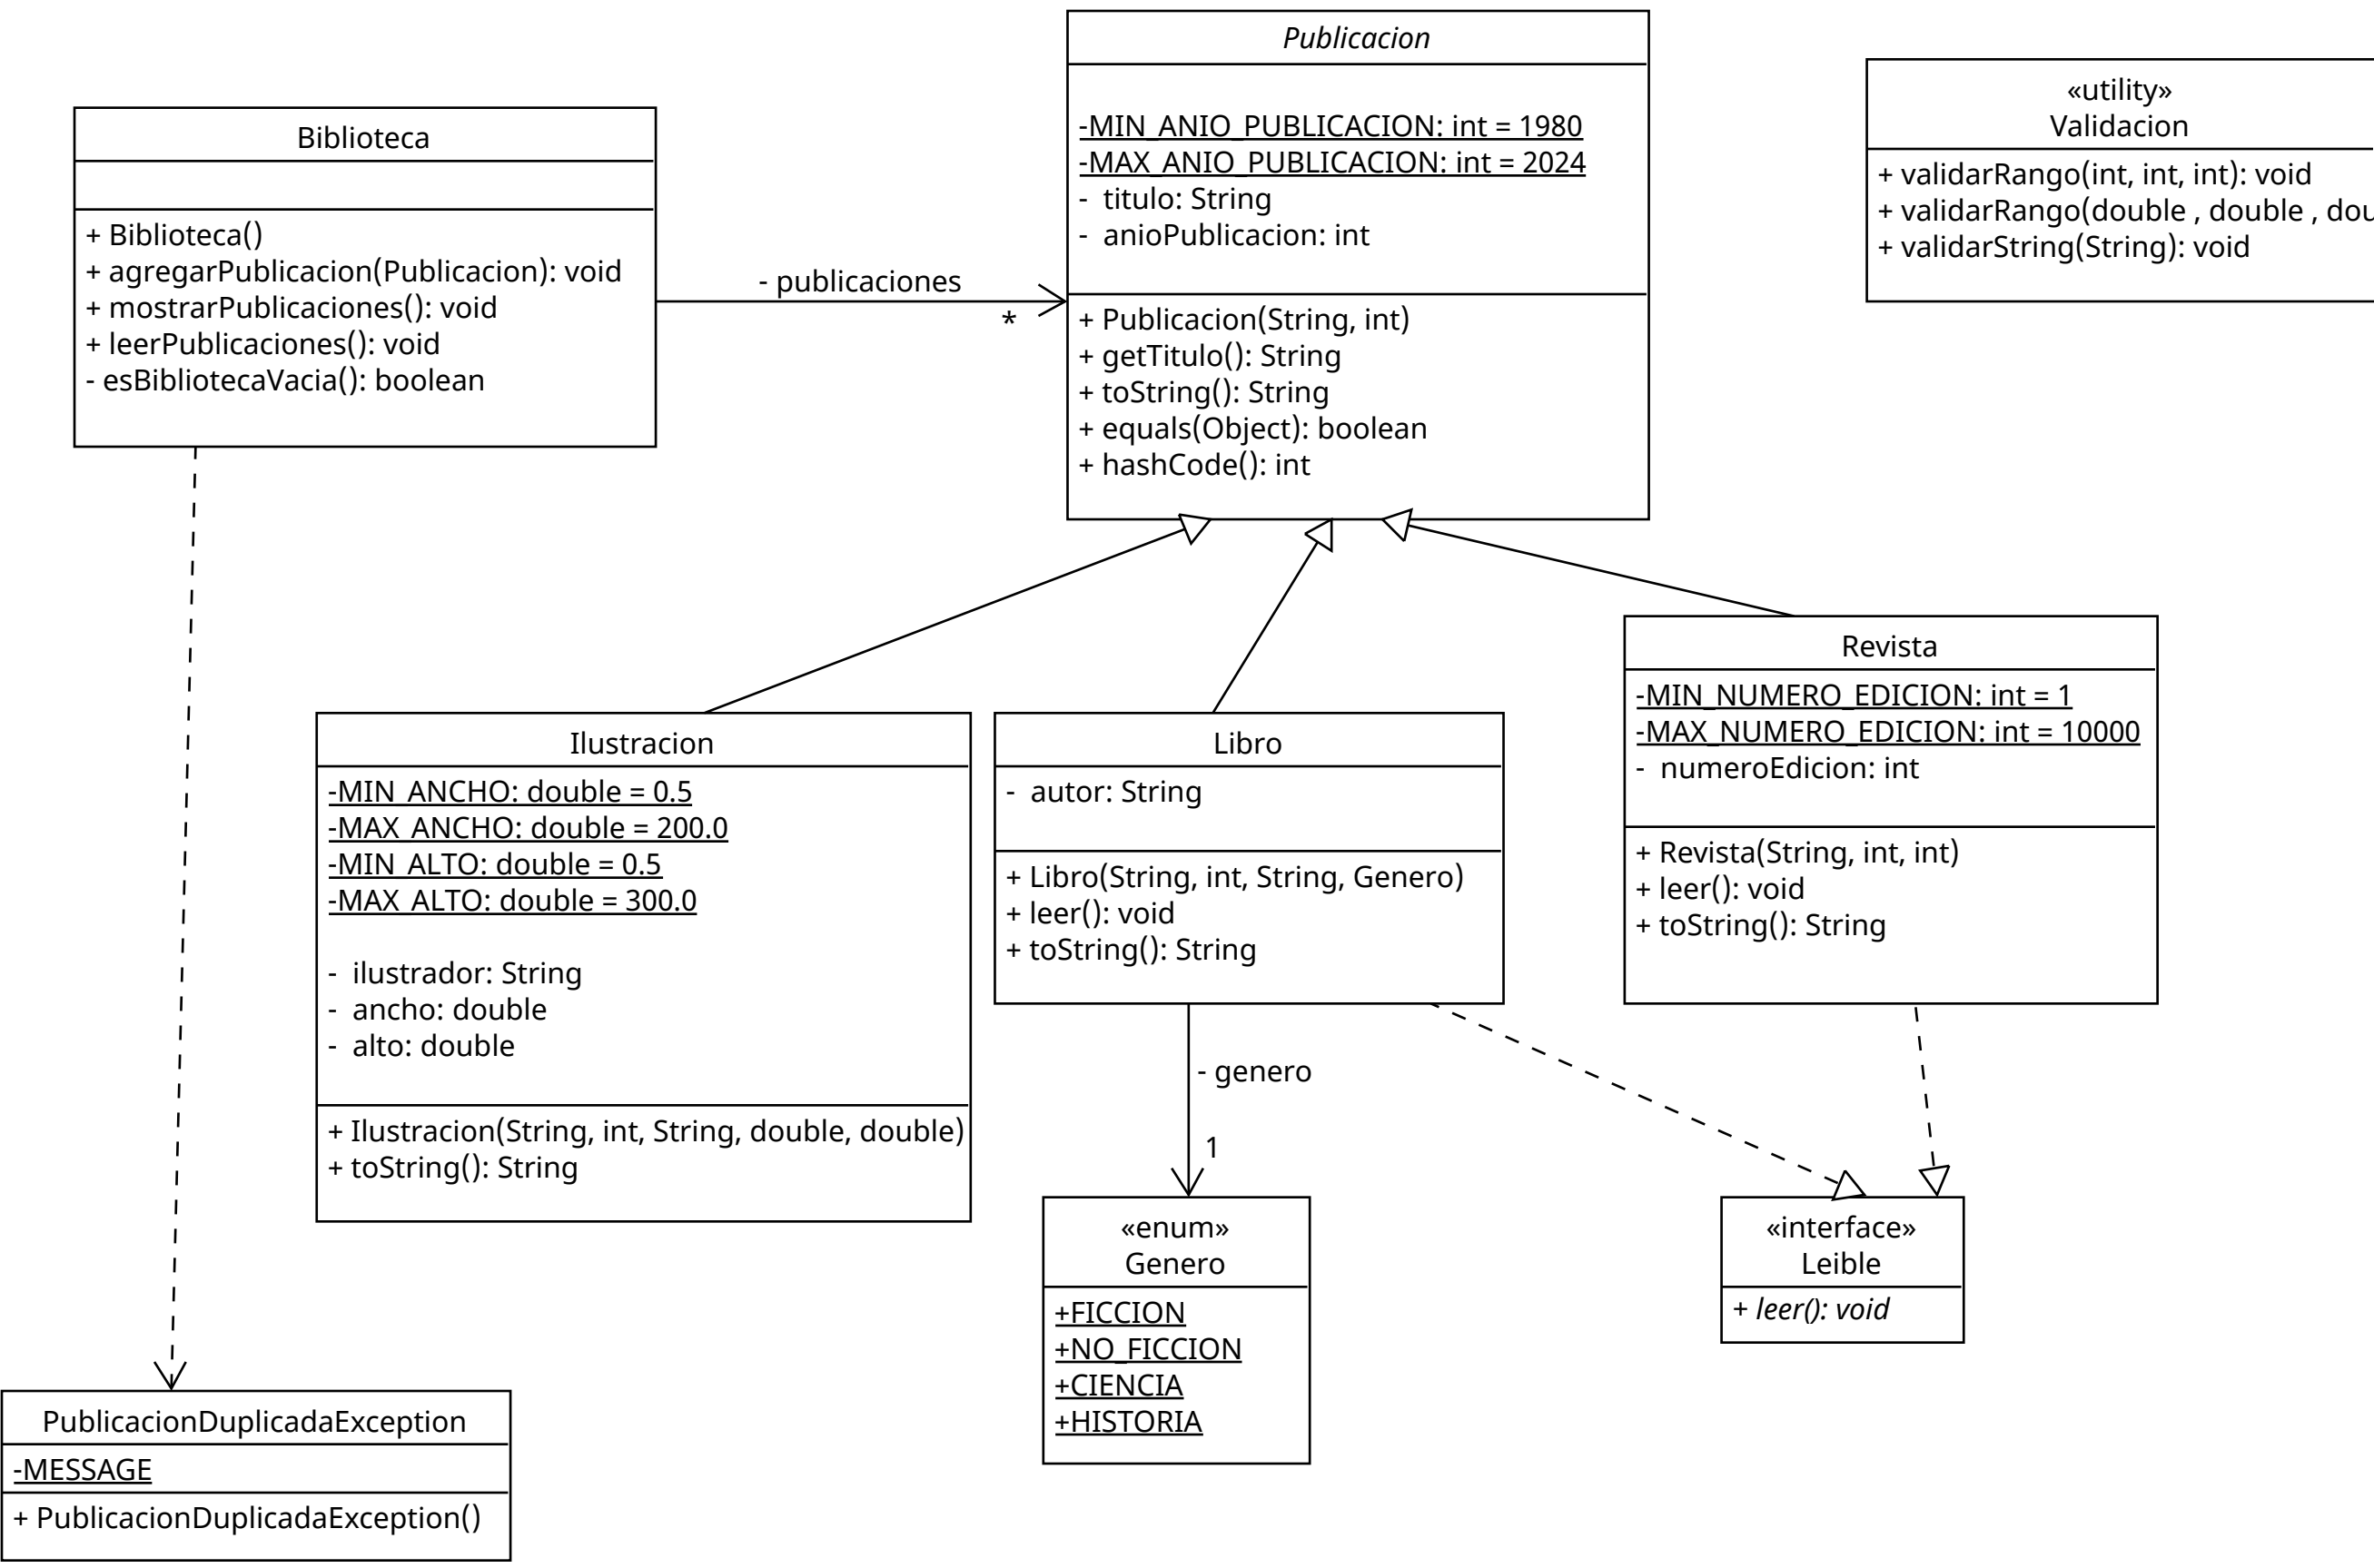 Publicacion
-MIN_ANIO_PUBLICACION: int = 1980
-MAX_ANIO_PUBLICACION: int = 2024
- titulo: String
- anioPublicacion: int
+ Publicacion(String, int)
+ getTitulo(): String
+ toString(): String
+ equals(Object): boolean
+ hashCode(): int
«utility»
Validacion
+ validarRango(int, int, int): void
+ validarRango(double , double , dou
+ validarString(String): void
Biblioteca
+ Biblioteca()
+ agregarPublicacion(Publicacion): void
+ mostrarPublicaciones(): void
+ leerPublicaciones(): void
- esBibliotecaVacia(): boolean
- publicaciones
*
Ilustracion
-MIN_ANCHO: double = 0.5
-MAX_ANCHO: double = 200.0
-MIN_ALTO: double = 0.5
-MAX_ALTO: double = 300.0
- ilustrador: String
- ancho: double
- alto: double
+ Ilustracion(String, int, String, double, double)
+ toString(): String
Libro
- autor: String
+ Libro(String, int, String, Genero)
+ leer(): void
+ toString(): String
Revista
-MIN_NUMERO_EDICION: int = 1
-MAX_NUMERO_EDICION: int = 10000
- numeroEdicion: int
+ Revista(String, int, int)
+ leer(): void
+ toString(): String
- genero
1
«enum»
Genero
+FICCION
+NO_FICCION
+CIENCIA
+HISTORIA
«interface»
Leible
+ leer(): void
PublicacionDuplicadaException
-MESSAGE
+ PublicacionDuplicadaException()